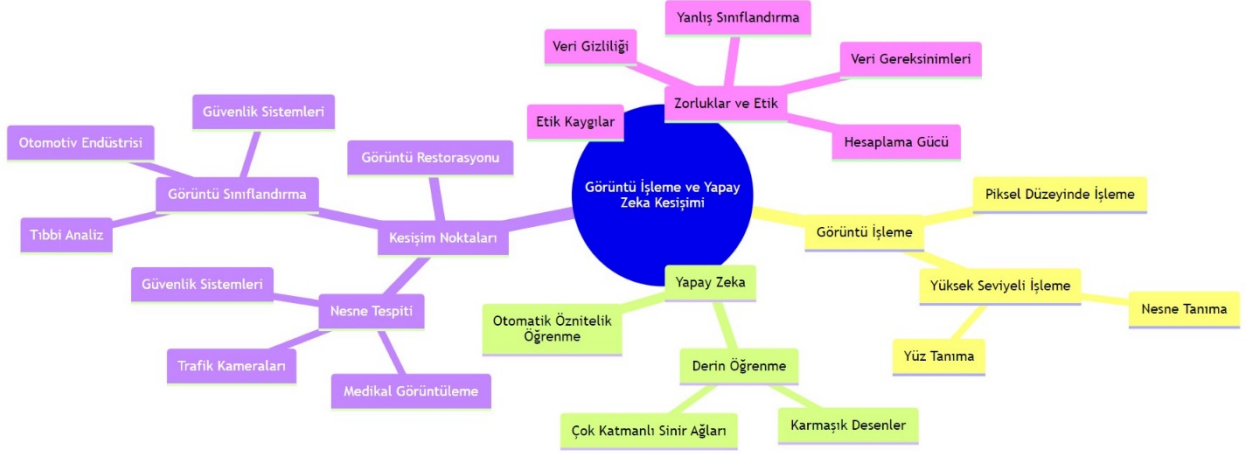 Görüntü İşleme ve Yapay
Zeka Kesişimi
Zorluklar ve Etik
Yanlış Sınıflandırma
Veri Gizliliği
Veri Gereksinimleri
Etik Kaygılar
Hesaplama Gücü
Görüntü İşleme
Piksel Düzeyinde İşleme
Yüksek Seviyeli İşleme
Nesne Tanıma
Yüz Tanıma
Yapay Zeka
Otomatik Öznitelik
Öğrenme
Derin Öğrenme
Çok Katmanlı Sinir Ağları
Karmaşık Desenler
Kesişim Noktaları
Görüntü Restorasyonu
Görüntü Sınıflandırma
Güvenlik Sistemleri
Otomotiv Endüstrisi
Tıbbi Analiz
Nesne Tespiti
Güvenlik Sistemleri
Trafik Kameraları
Medikal Görüntüleme